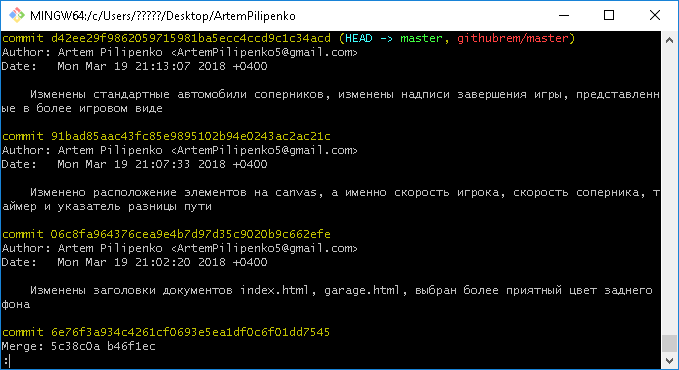 MINGW64:/c/Users/?????/Desktop/ArtemPilipenko
commit d42ee29f9862059715981ba5ecc4ccd9c1c34acd (HEAD -> master, githubrem/master)
Author: Artem Pilipenko <ArtemPilipenko5@gmail.com>
Date:   Mon Mar 19 21:13:07 2018 +0400
Изменены стандартные автомобили соперников, изменены надписи завершения игры, представленн
ые в более игровом виде
commit 91bad85aac43fc85e9895102b94e0243ac2ac21c
Author: Artem Pilipenko <ArtemPilipenko5@gmail.com>
Date:   Mon Mar 19 21:07:33 2018 +0400
Изменено расположение элементов на canvas, а именно скорость игрока, скорость соперника, т
аймер и указатель разницы пути
commit 06c8fa964376cea9e4b7d97d35c9020b9c662efe
Author: Artem Pilipenko <ArtemPilipenko5@gmail.com>
Date:   Mon Mar 19 21:02:20 2018 +0400
Изменены заголовки документов index.html, garage.html, выбран более приятный цвет заднего
фона
commit 6e76f3a934c4261cf0693e5ea1df0c6f01dd7545
Merge: 5c38c0a b46f1ec
: